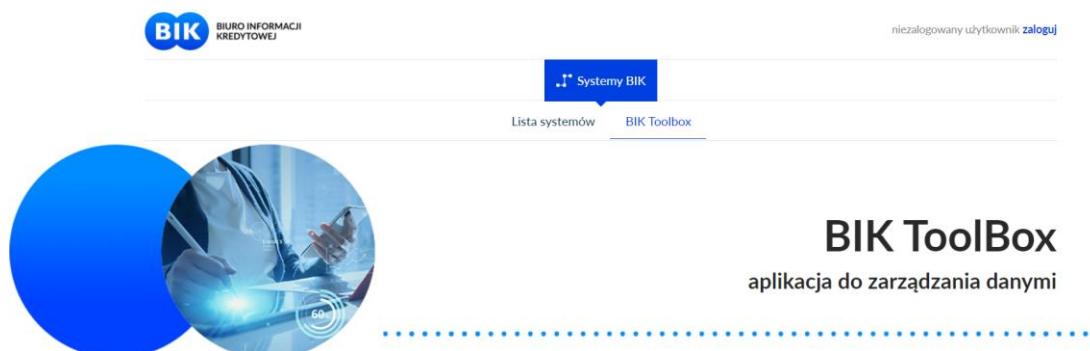 BIK
BIURO INFORMACJI
KREDYTOWEJ
niezalogowany użytkownik zaloguj
Systemy BIK
Lista systemów
BIK Toolbox
BIK ToolBox
aplikacja do zarządzania danymi
60